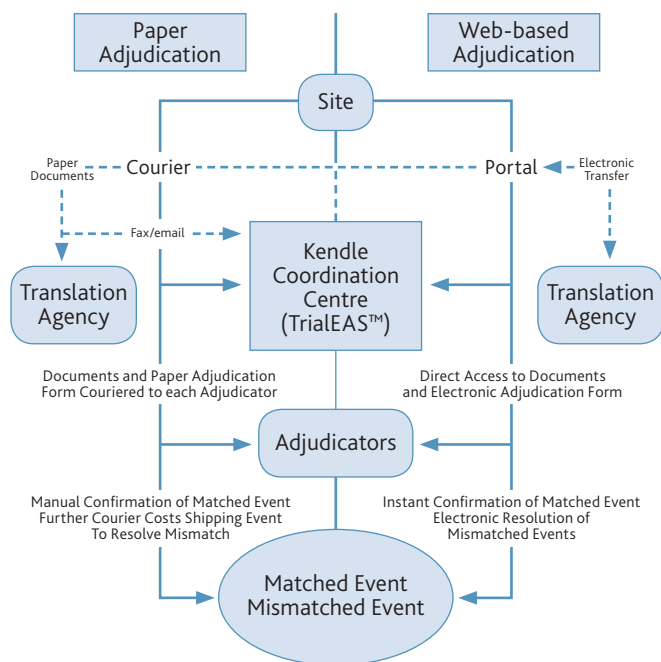 Paper
Adjudication
Web-based
Adjudication
Site
Paper
Documents
Courier
Portal
Electronic
Transfer
Fax/email
Translation
Agency
Kendle
Coordination
Centre
(TrialEAS™)
Translation
Agency
Documents and Paper Adjudication
Form Couriered to each Adjudicator
Direct Access to Documents
and Electronic Adjudication Form
Adjudicators
Manual Confirmation of Matched Event
Further Courier Costs Shipping Event
To Resolve Mismatch
Instant Confirmation of Matched Event
Electronic Resolution of
Mismatched Events
Matched Event
Mismatched Event